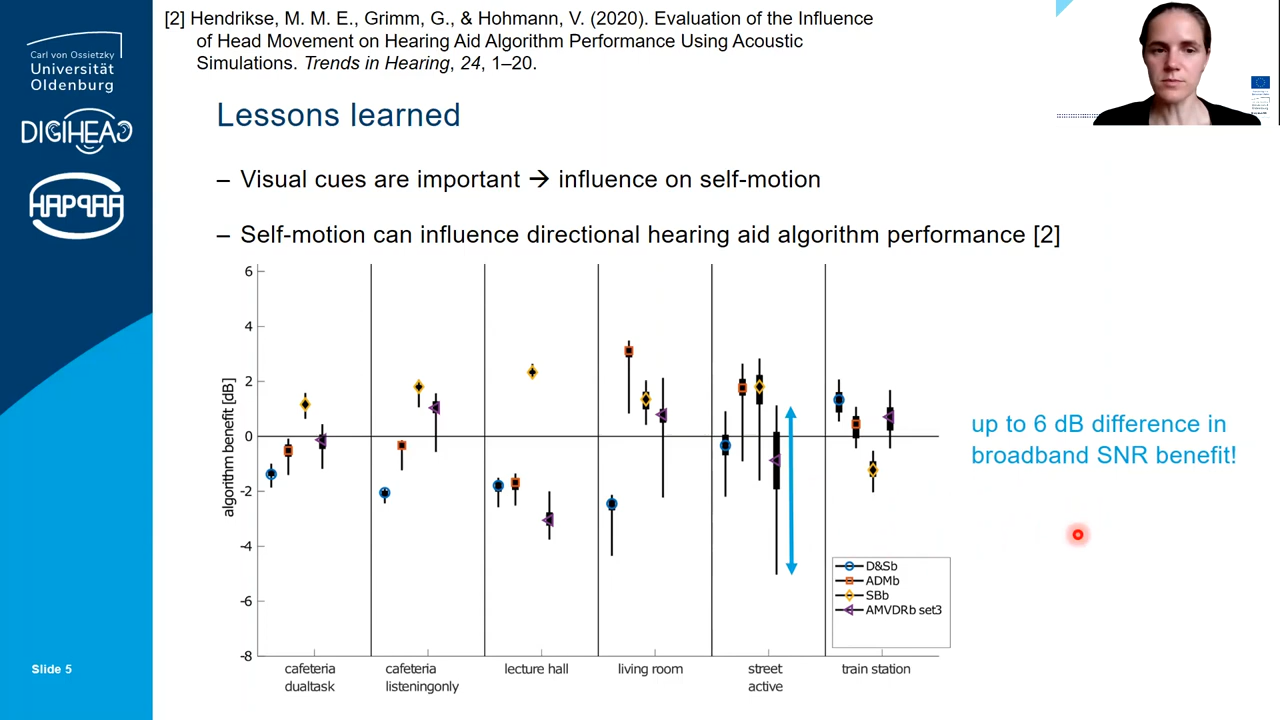 [2] Hendrikse, M. M. E., Grimm, G., & Hohmann, V. (2020). Evaluation of the Influence
of Head Movement on Hearing Aid Algorithm Performance Using Acoustic
Simulations. Trends in Hearing, 24, 1–20.
Carl von Ossietzky
Universität
Oldenburg
DIGIHEAD
HAPPAA
Lessons learned
– Visual cues are important → influence on self-motion
– Self-motion can influence directional hearing aid algorithm performance [2]
algorithm benefit [dB]
6
4
2
0
-2
-4
-6
-8
up to 6 dB difference in
broadband SNR benefit!
D&Sb
ADMb
SBb
AMVDRb set3
cafeteria
dualtask
cafeteria
listeningonly
lecture hall
living room
street
active
train station
Slide 5